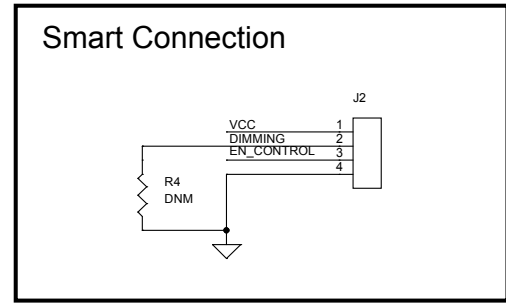 Smart Connection
J2
VCC 1
DIMMING 2
EN_CONTROL 3
4
R4
DNM